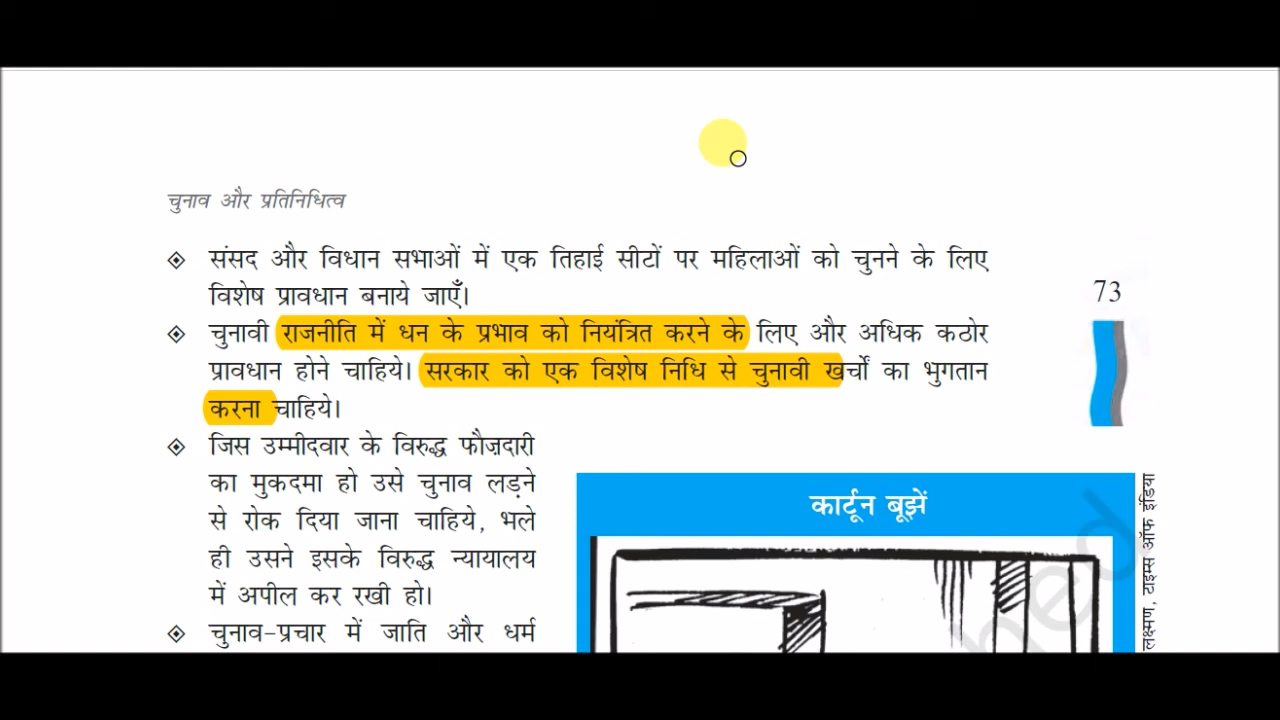 चुनाव और प्रतिनिधित्व
संसद और विधान सभाओं में एक तिहाई सीटों पर महिलाओं को चुनने के लिए
विशेष प्रावधान बनाये जाएँ।
73
चुनावी राजनीति में धन के प्रभाव को नियंत्रित करने के लिए और अधिक कठोर
प्रावधान होने चाहिये। सरकार को एक विशेष निधि से चुनावी खर्चों का भुगतान
करना चाहिये।
जिस उम्मीदवार के विरुद्ध फौज़दारी
का मुकदमा हो उसे चुनाव लड़ने
से रोक दिया जाना चाहिये, भले
ही उसने इसके विरुद्ध न्यायालय
में अपील कर रखी हो।
चुनाव-प्रचार में जाति और धर्म
कार्टून बूझें
लक्ष्मण, टाइम्स ऑफ इंडिया
hed